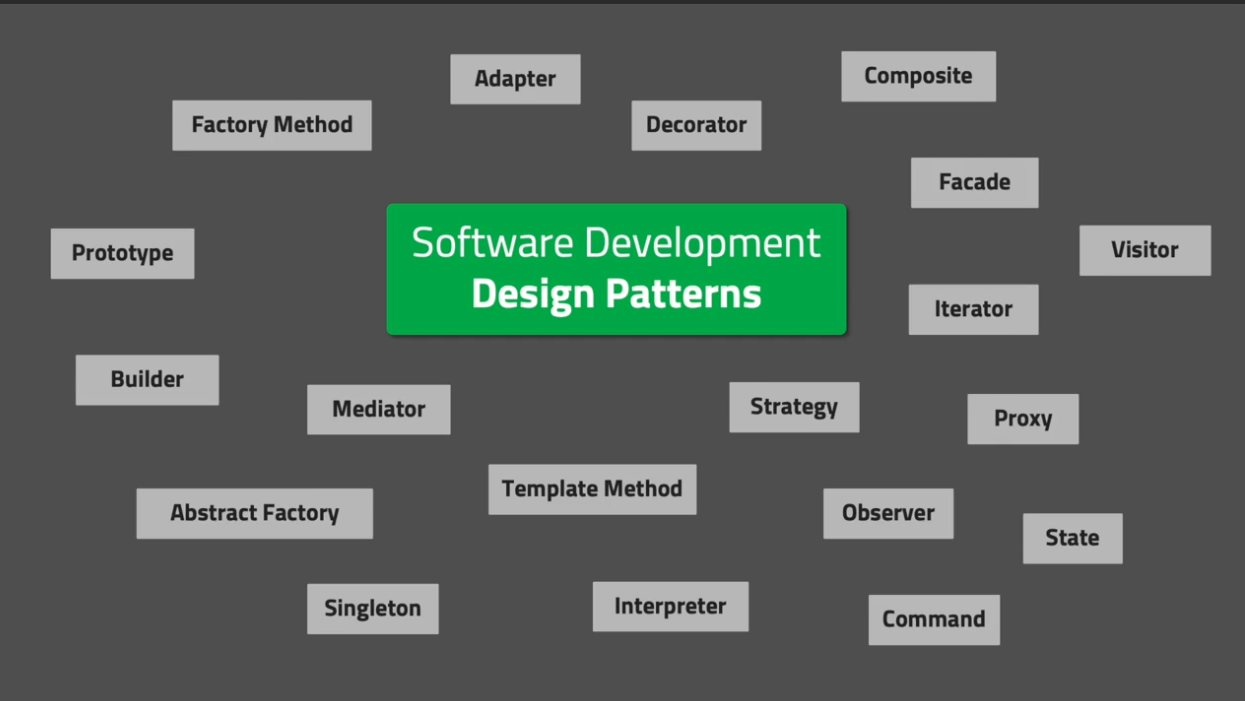 Adapter
Composite
Factory Method
Decorator
Facade
Software Development
Design Patterns
Prototype
Visitor
Iterator
Builder
Mediator
Strategy
Proxy
Template Method
Abstract Factory
Observer
State
Singleton
Interpreter
Command